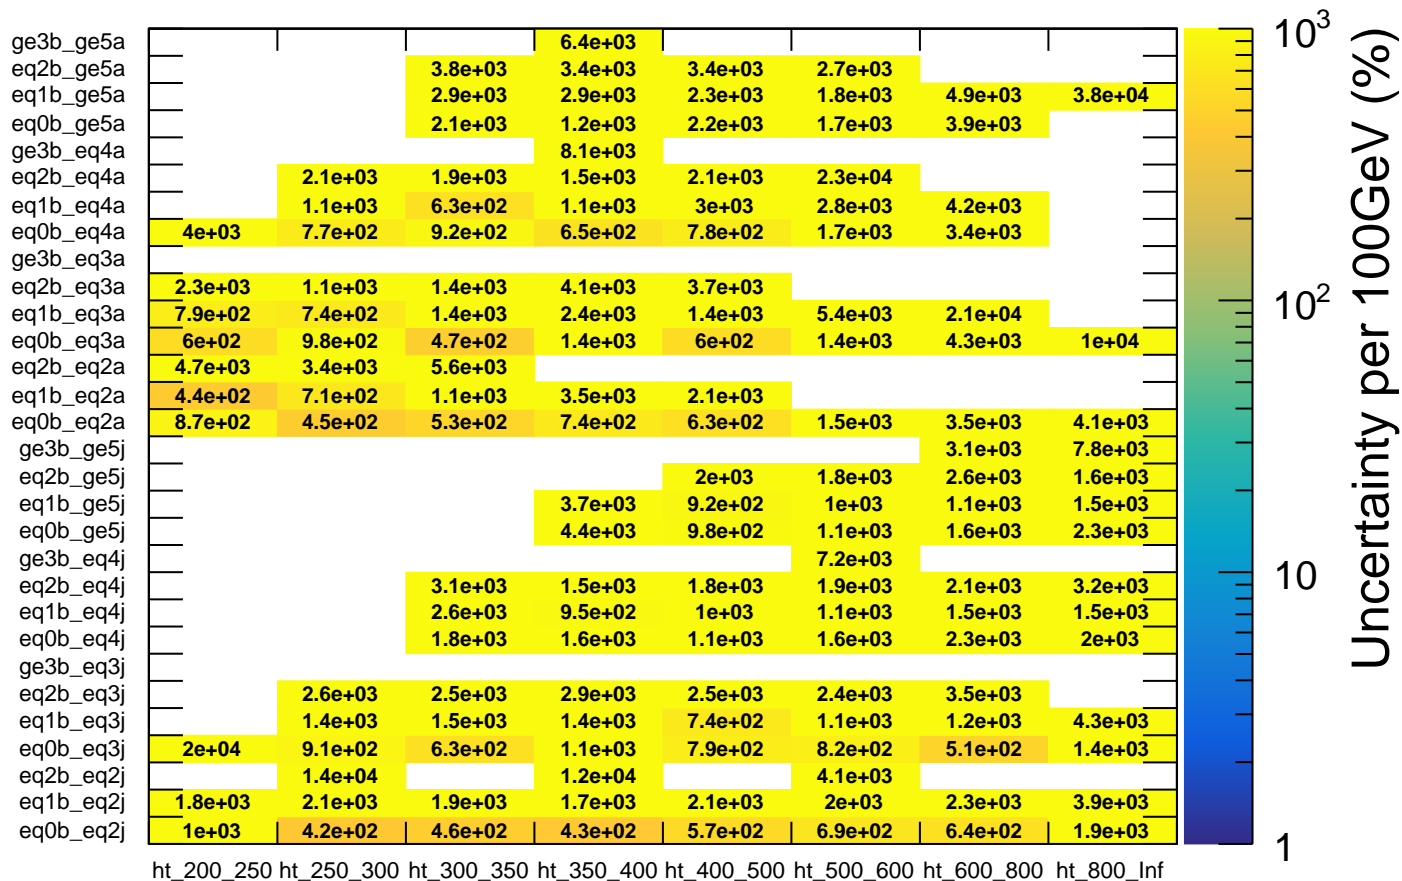 ge3b_ge5a 6.4e+03
eq2b_ge5a 3.8e+03 3.4e+03 3.4e+03 2.7e+03
eq1b_ge5a 2.9e+03 2.9e+03 2.3e+03 1.8e+03 4.9e+03 3.8e+04
eq0b_ge5a 2.1e+03 1.2e+03 2.2e+03 1.7e+03 3.9e+03
ge3b_eq4a 8.1e+03
eq2b_eq4a 2.1e+03 1.9e+03 1.5e+03 2.1e+03 2.3e+04
eq1b_eq4a 1.1e+03 6.3e+02 1.1e+03 3e+03 2.8e+03 4.2e+03
eq0b_eq4a 4e+03 7.7e+02 9.2e+02 6.5e+02 7.8e+02 1.7e+03 3.4e+03
ge3b_eq3a
eq2b_eq3a 2.3e+03 1.1e+03 1.4e+03 4.1e+03 3.7e+03
eq1b_eq3a 7.9e+02 7.4e+02 1.4e+03 2.4e+03 1.4e+03 5.4e+03 2.1e+04
eq0b_eq3a 6e+02 9.8e+02 4.7e+02 1.4e+03 6e+02 1.4e+03 4.3e+03 1e+04
eq2b_eq2a 4.7e+03 3.4e+03 5.6e+03
eq1b_eq2a 4.4e+02 7.1e+02 1.1e+03 3.5e+03 2.1e+03
eq0b_eq2a 8.7e+02 4.5e+02 5.3e+02 7.4e+02 6.3e+02 1.5e+03 3.5e+03 4.1e+03
ge3b_ge5j 3.1e+03 7.8e+03
eq2b_ge5j 2e+03 1.8e+03 2.6e+03 1.6e+03
eq1b_ge5j 3.7e+03 9.2e+02 1e+03 1.1e+03 1.5e+03
eq0b_ge5j 4.4e+03 9.8e+02 1.1e+03 1.6e+03 2.3e+03
ge3b_eq4j 7.2e+03
eq2b_eq4j 3.1e+03 1.5e+03 1.8e+03 1.9e+03 2.1e+03 3.2e+03
eq1b_eq4j 2.6e+03 9.5e+02 1e+03 1.1e+03 1.5e+03 1.5e+03
eq0b_eq4j 1.8e+03 1.6e+03 1.1e+03 1.6e+03 2.3e+03 2e+03
ge3b_eq3j
eq2b_eq3j 2.6e+03 2.5e+03 2.9e+03 2.5e+03 2.4e+03 3.5e+03
eq1b_eq3j 1.4e+03 1.5e+03 1.4e+03 7.4e+02 1.1e+03 1.2e+03 4.3e+03
eq0b_eq3j 2e+04 9.1e+02 6.3e+02 1.1e+03 7.9e+02 8.2e+02 5.1e+02 1.4e+03
eq2b_eq2j 1.4e+04 1.2e+04 4.1e+03
eq1b_eq2j 1.8e+03 2.1e+03 1.9e+03 1.7e+03 2.1e+03 2e+03 2.3e+03 3.9e+03
eq0b_eq2j 1e+03 4.2e+02 4.6e+02 4.3e+02 5.7e+02 6.9e+02 6.4e+02 1.9e+03
ht_200_250 ht_250_300 ht_300_350 ht_350_400 ht_400_500 ht_500_600 ht_600_800 ht_800_Inf
10³
10²
10
1
Uncertainty per 100GeV (%)